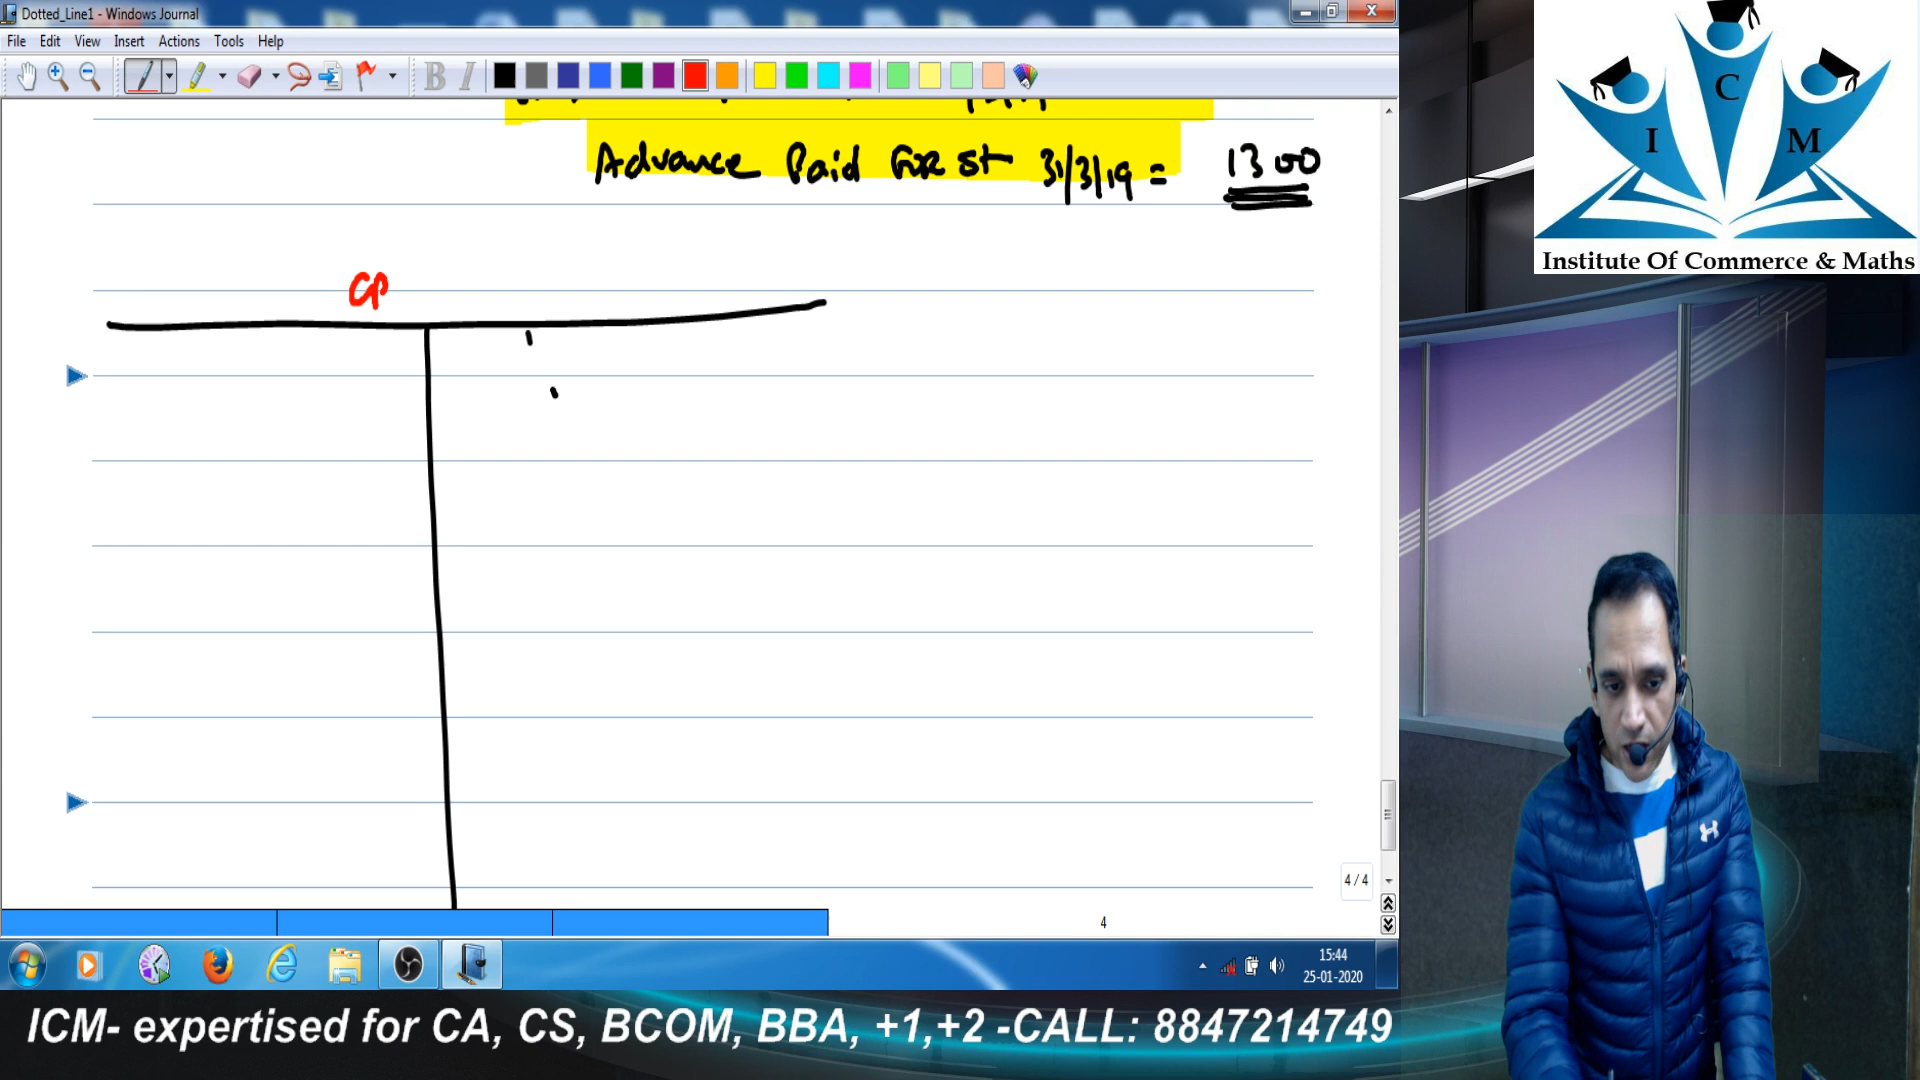 Dotted_Line1 - Windows Journal
File Edit View Insert Actions Tools Help
B I
Advance Paid for st 31/3/19 = 1300
I C M
Institute Of Commerce & Maths
4 / 4
4
15:44
25-01-2020
ICM- expertised for CA, CS, BCOM, BBA, +1,+2 -CALL: 8847214749